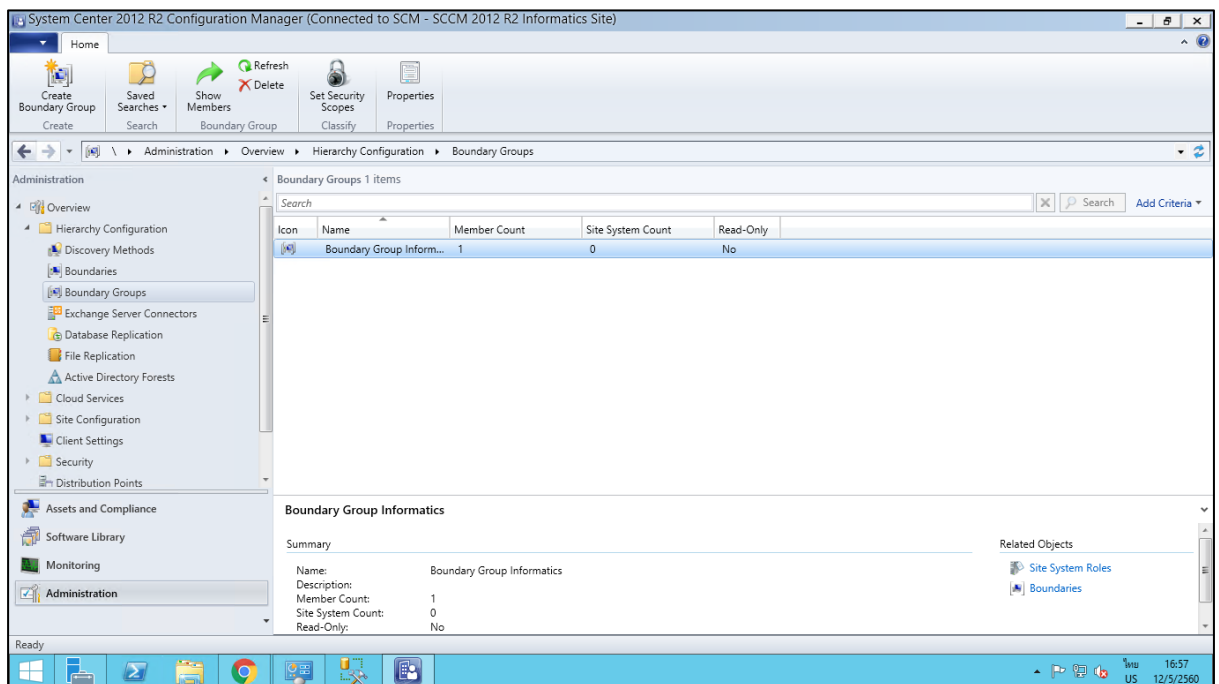 System Center 2012 R2 Configuration Manager (Connected to SCM - SCCM 2012 R2 Informatics Site)
Home
Create Boundary Group
Saved Searches
Show Members
Refresh
Delete
Set Security Scopes
Properties
Create
Search
Boundary Group
Classify
Properties
\ Administration Overview Hierarchy Configuration Boundary Groups
Administration
Overview
Hierarchy Configuration
Discovery Methods
Boundaries
Boundary Groups
Exchange Server Connectors
Database Replication
File Replication
Active Directory Forests
Cloud Services
Site Configuration
Client Settings
Security
Distribution Points
Assets and Compliance
Software Library
Monitoring
Administration
Boundary Groups 1 items
Search
Search
Add Criteria
Icon Name Member Count Site System Count Read-Only
Boundary Group Inform... 1 0 No
Boundary Group Informatics
Summary
Name: Boundary Group Informatics
Description:
Member Count: 1
Site System Count: 0
Read-Only: No
Related Objects
Site System Roles
Boundaries
Ready
ไทย
US
16:57
12/5/2560